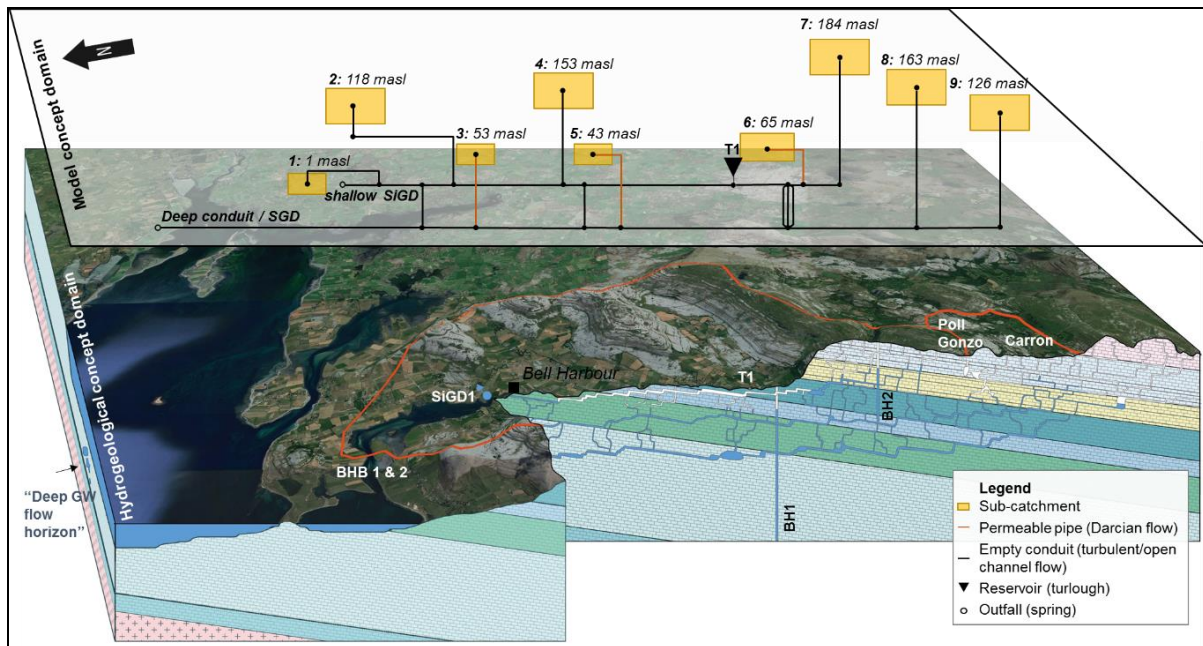 Model concept domain
N
7: 184 masl
4: 153 masl
8: 163 masl
2: 118 masl
9: 126 masl
3: 53 masl
5: 43 masl
6: 65 masl
T1
1: 1 masl
shallow SiGD
Deep conduit / SGD
Hydrogeological concept domain
Poll
Gonzo
Carron
T1
Bell Harbour
SiGD1
BH2
BHB 1 & 2
BH1
“Deep GW
flow
horizon”
Legend
Sub-catchment
Permeable pipe (Darcian flow)
Empty conduit (turbulent/open
channel flow)
Reservoir (turlough)
Outfall (spring)